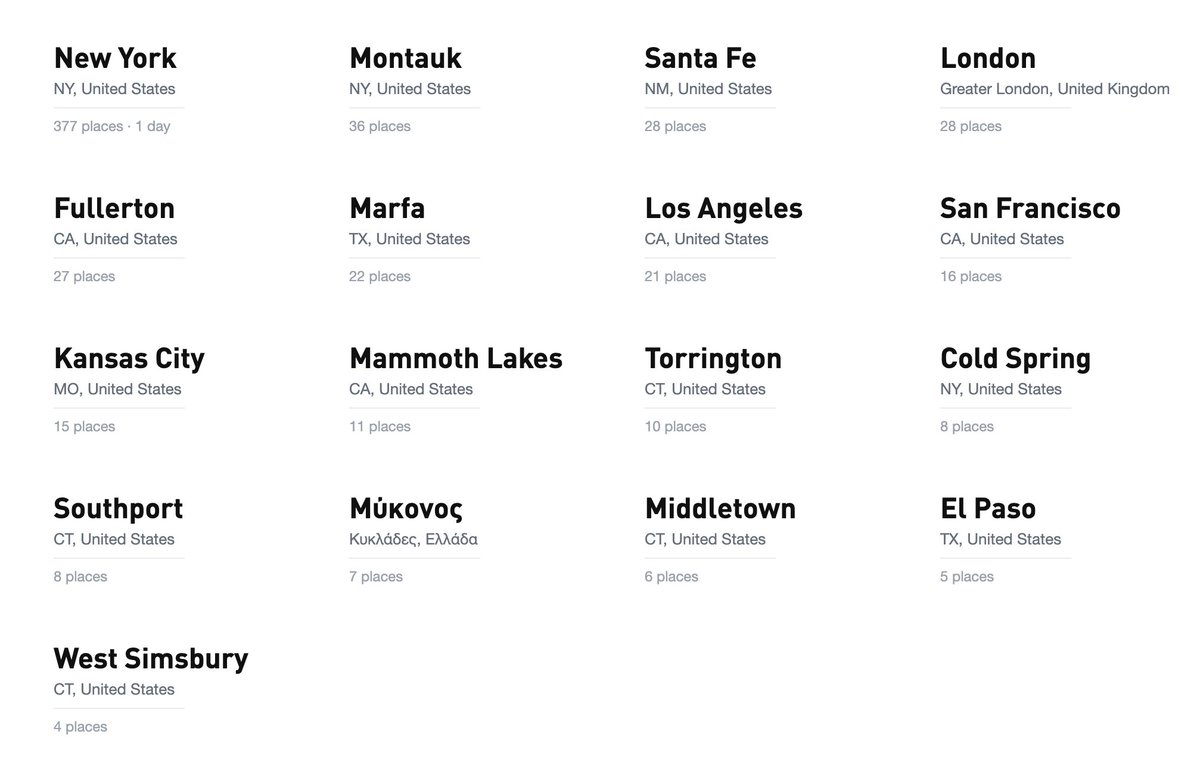 New York
NY, United States
377 places · 1 day
Montauk
NY, United States
36 places
Santa Fe
NM, United States
28 places
London
Greater London, United Kingdom
28 places
Fullerton
CA, United States
27 places
Marfa
TX, United States
22 places
Los Angeles
CA, United States
21 places
San Francisco
CA, United States
16 places
Kansas City
MO, United States
15 places
Mammoth Lakes
CA, United States
11 places
Torrington
CT, United States
10 places
Cold Spring
NY, United States
8 places
Southport
CT, United States
8 places
Μύκονος
Κυκλάδες, Ελλάδα
7 places
Middletown
CT, United States
6 places
El Paso
TX, United States
5 places
West Simsbury
CT, United States
4 places